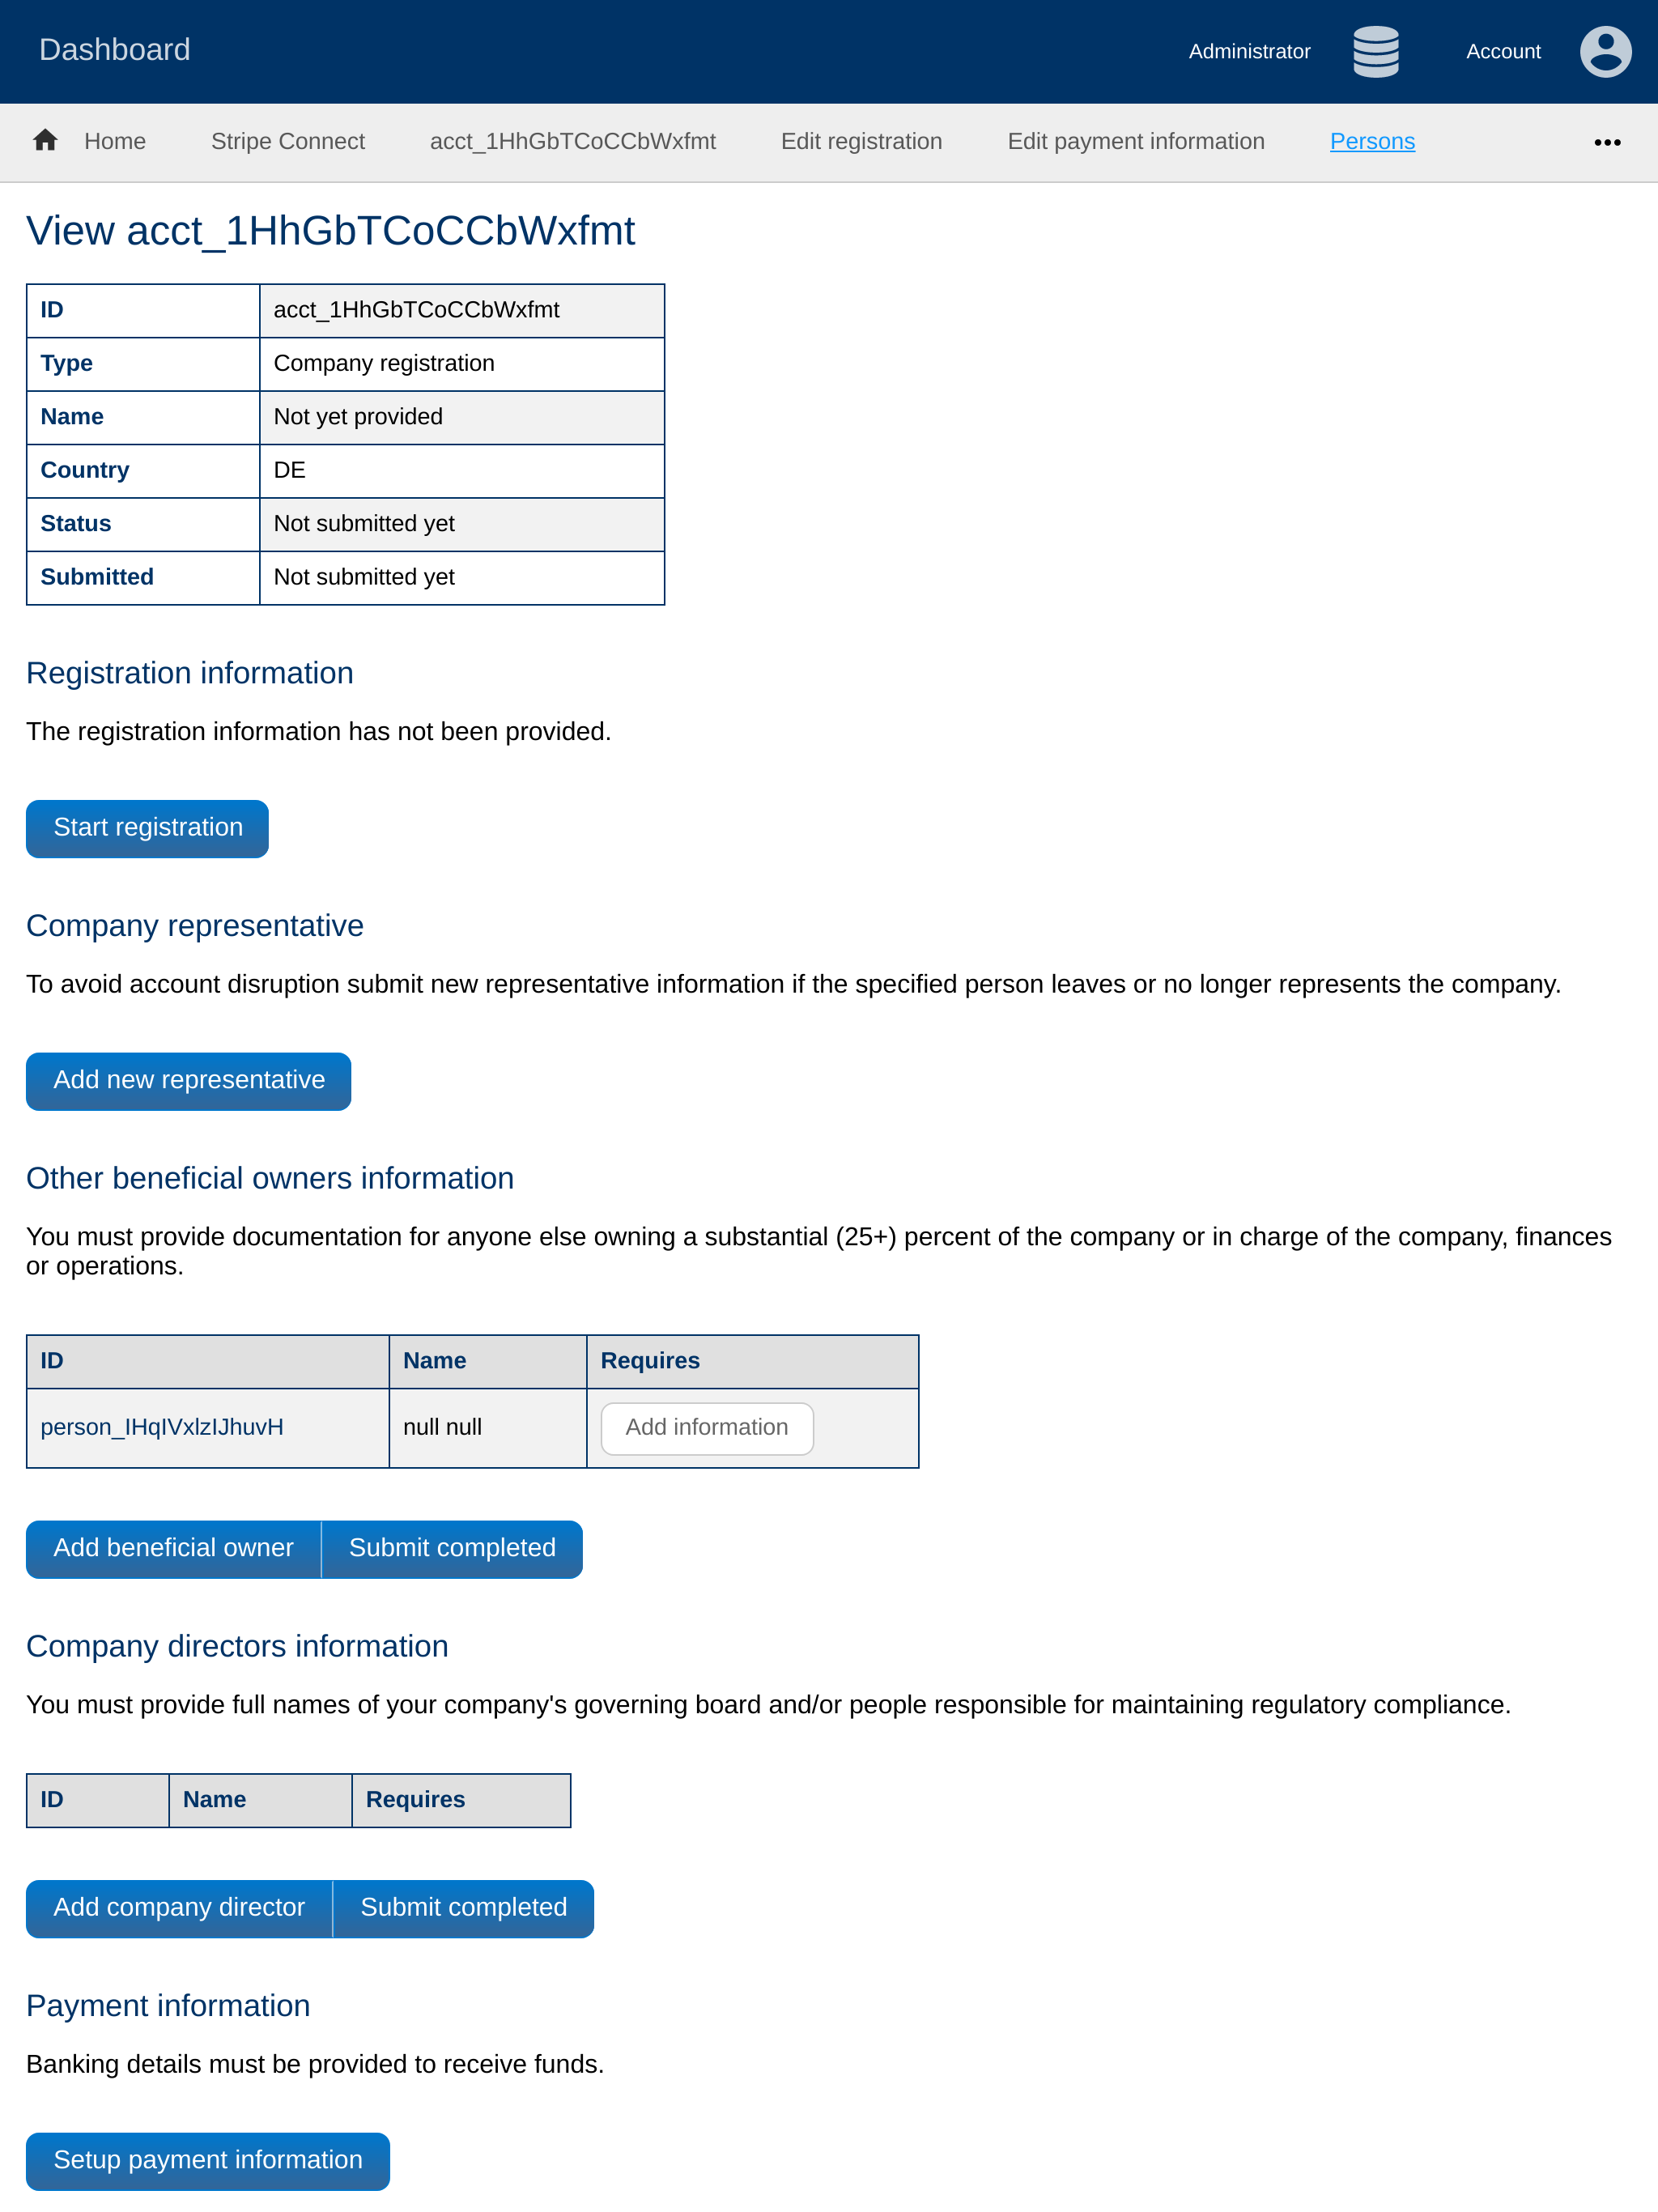 Dashboard
Administrator
Account
Home
Stripe Connect
acct_1HhGbTCoCCbWxfmt
Edit registration
Edit payment information
Persons
View acct_1HhGbTCoCCbWxfmt
ID acct_1HhGbTCoCCbWxfmt
Type Company registration
Name Not yet provided
Country DE
Status Not submitted yet
Submitted Not submitted yet
Registration information
The registration information has not been provided.
Start registration
Company representative
To avoid account disruption submit new representative information if the specified person leaves or no longer represents the company.
Add new representative
Other beneficial owners information
You must provide documentation for anyone else owning a substantial (25+) percent of the company or in charge of the company, finances
or operations.
ID Name Requires
person_IHqIVxlzIJhuvH null null Add information
Add beneficial owner Submit completed
Company directors information
You must provide full names of your company's governing board and/or people responsible for maintaining regulatory compliance.
ID Name Requires
Add company director Submit completed
Payment information
Banking details must be provided to receive funds.
Setup payment information